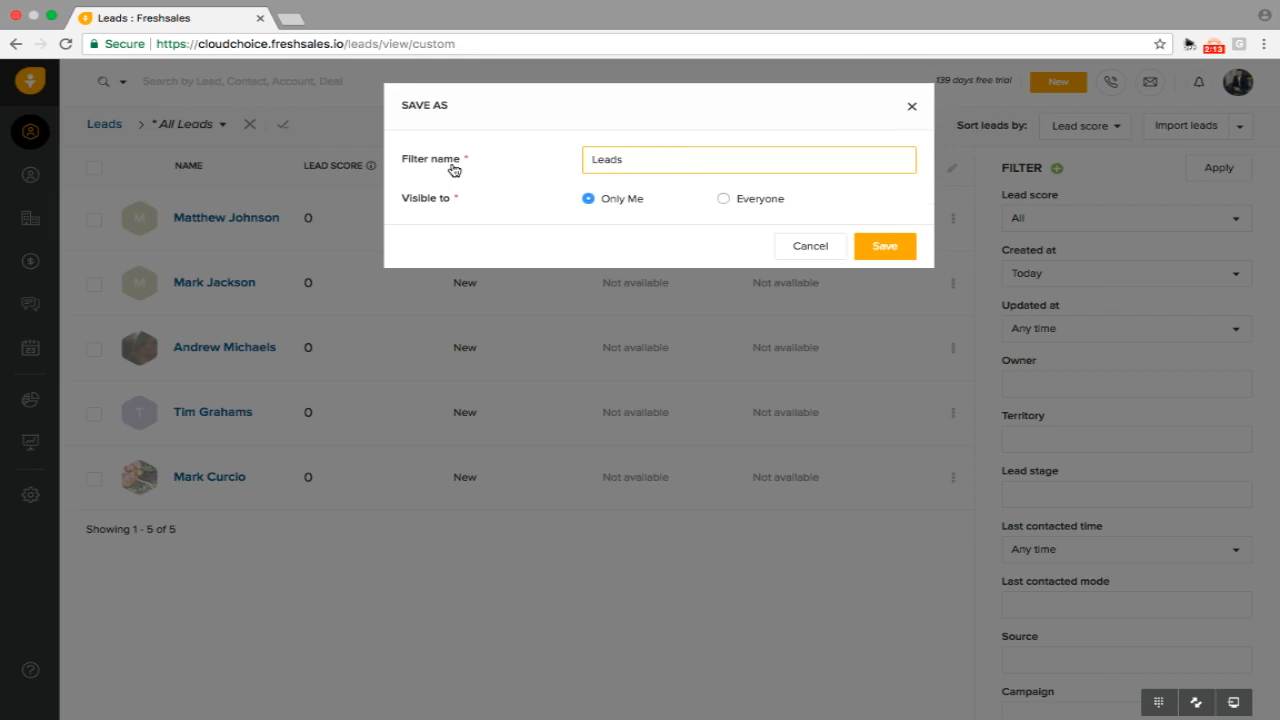 Leads : Freshsales
Secure https://cloudchoice.freshsales.io/leads/view/custom
2:13
G
Search by Lead, Contact, Account, Deal
139 days free trial
New
SAVE AS
Leads > * All Leads
Sort leads by: Lead score
Import leads
Filter name *
Leads
Visible to *
Only Me
Everyone
Cancel
Save
NAME LEAD SCORE
M Matthew Johnson 0
M Mark Jackson 0 New Not available Not available
Andrew Michaels 0 New Not available Not available
T Tim Grahams 0 New Not available Not available
Mark Curcio 0 New Not available Not available
Showing 1 - 5 of 5
23
FILTER
Apply
Lead score
All
Created at
Today
Updated at
Any time
Owner
Territory
Lead stage
Last contacted time
Any time
Last contacted mode
Source
Campaign